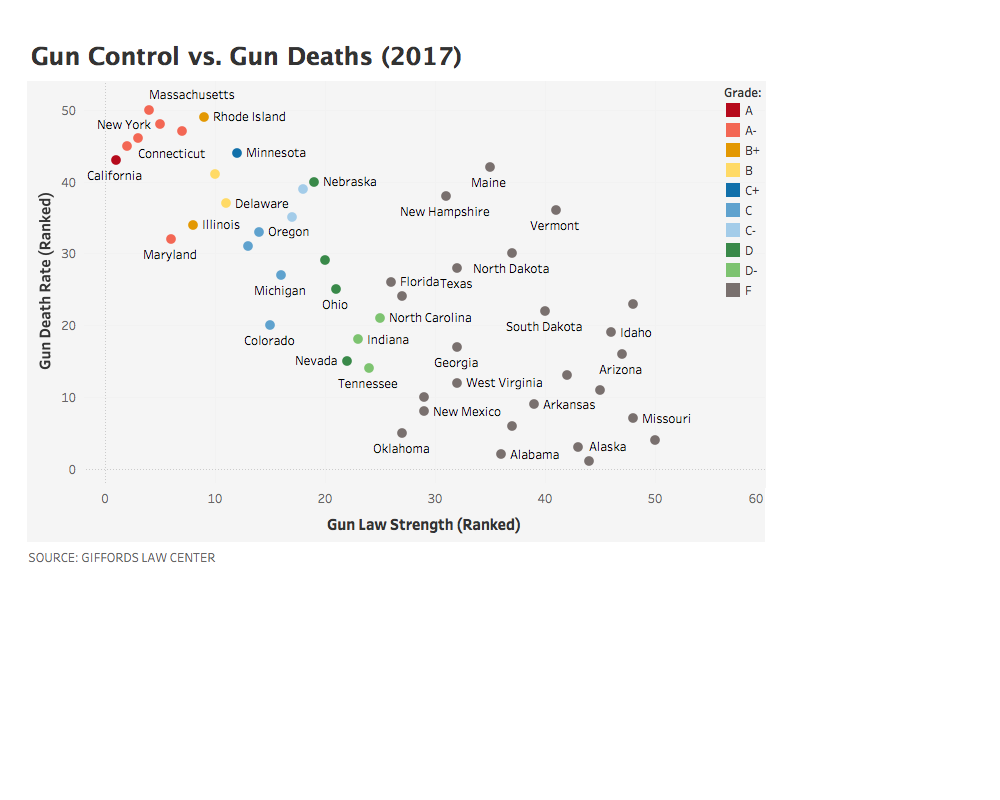 Gun Control vs. Gun Deaths (2017)
Grade:
A
A-
B+
B
C+
C
C-
D
D-
F
Gun Death Rate (Ranked)
50
40
30
20
10
0
Massachusetts
Rhode Island
New York
Connecticut
Minnesota
California
Nebraska
Maine
Delaware
New Hampshire
Illinois
Oregon
Vermont
Maryland
North Dakota
Michigan
Florida
Texas
Ohio
North Carolina
South Dakota
Idaho
Colorado
Indiana
Nevada
Georgia
Arizona
Tennessee
West Virginia
Arkansas
New Mexico
Missouri
Oklahoma
Alabama
Alaska
0 10 20 30 40 50 60
Gun Law Strength (Ranked)
SOURCE: GIFFORDS LAW CENTER